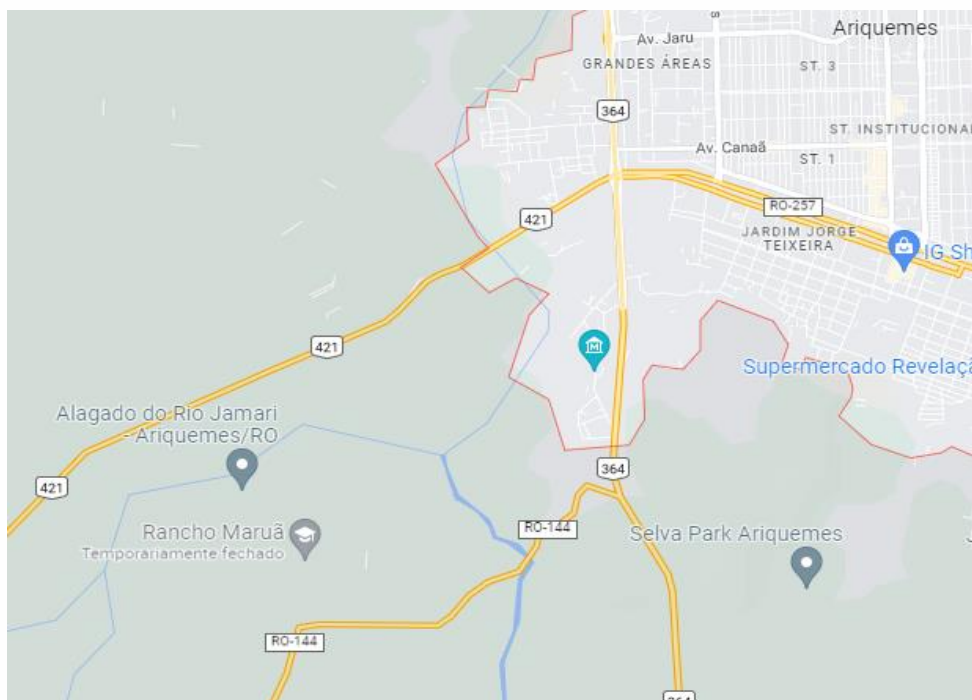 Ariquemes
Av. Jaru
GRANDES ÁREAS
ST. 3
364
ST. INSTITUCIONAL
Av. Canaã
ST. 1
RO-257
421
JARDIM JORGE
TEIXEIRA
IG Sh
421
Supermercado Revelaçã
Alagado do Rio Jamari
- Ariquemes/RO
364
421
RO-144
Rancho Maruã
Temporariamente fechado
Selva Park Ariquemes
RO-144
364